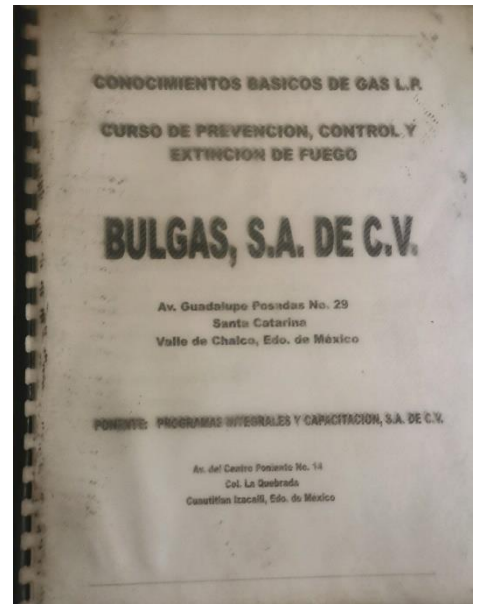 CONOCIMIENTOS BASICOS DE GAS L.P.
CURSO DE PREVENCION, CONTROL Y
EXTINCION DE FUEGO
BULGAS, S.A. DE C.V.
Av. Guadalupe Posadas No. 29
Santa Catarina
Valle de Chalco, Edo. de México
PONENTE: PROGRAMAS INTEGRALES Y CAPACITACION, S.A. DE C.V.
Av. del Centro Poniente No. 14
Col. La Quebrada
Cuautitlan Izcalli, Edo. de México